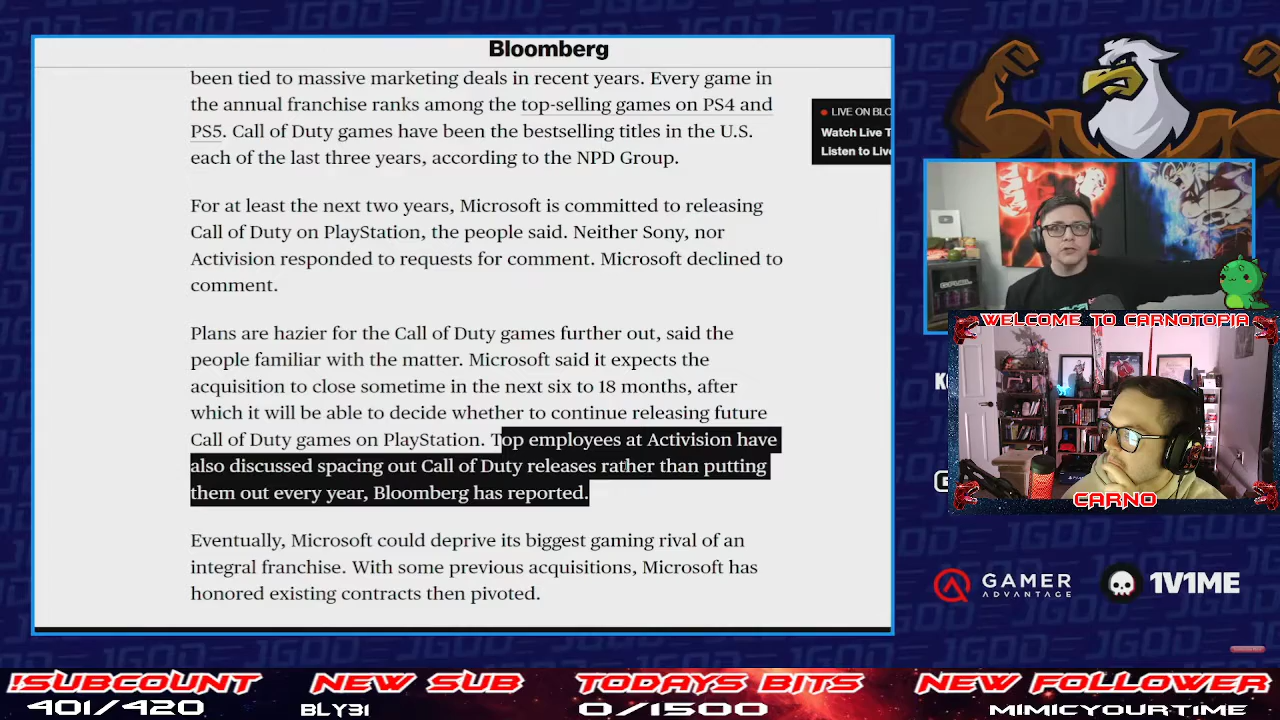 Bloomberg
been tied to massive marketing deals in recent years. Every game in
the annual franchise ranks among the top-selling games on PS4 and
PS5. Call of Duty games have been the bestselling titles in the U.S.
each of the last three years, according to the NPD Group.
For at least the next two years, Microsoft is committed to releasing
Call of Duty on PlayStation, the people said. Neither Sony, nor
Activision responded to requests for comment. Microsoft declined to
comment.
Plans are hazier for the Call of Duty games further out, said the
people familiar with the matter. Microsoft said it expects the
acquisition to close sometime in the next six to 18 months, after
which it will be able to decide whether to continue releasing future
Call of Duty games on PlayStation. Top employees at Activision have
also discussed spacing out Call of Duty releases rather than putting
them out every year, Bloomberg has reported.
Eventually, Microsoft could deprive its biggest gaming rival of an
integral franchise. With some previous acquisitions, Microsoft has
honored existing contracts then pivoted.
LIVE ON BLO
Watch Live T
Listen to Live
WELCOME TO CARNOTOPIA
CARNO
GAMER
ADVANTAGE
1V1ME
!SUBCOUNT
401/420
NEW SUB
BLY31
TODAYS BITS
0/1500
NEW FOLLOWER
MIMICYOURTIME